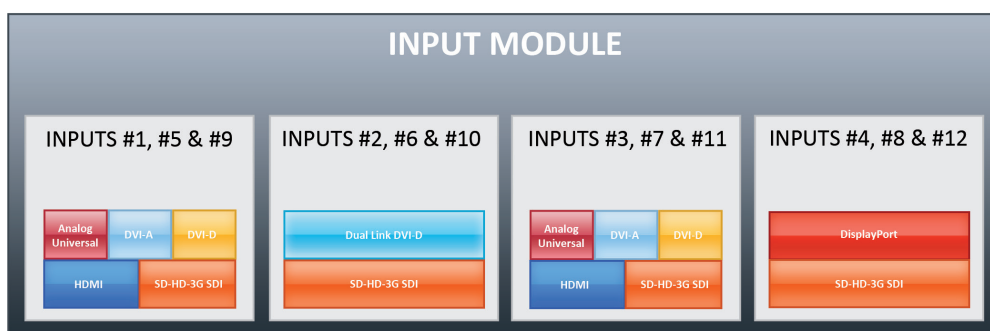 INPUT MODULE
INPUTS #1, #5 & #9
Analog
Universal
DVI-A
DVI-D
HDMI
SD-HD-3G SDI
INPUTS #2, #6 & #10
Dual Link DVI-D
SD-HD-3G SDI
INPUTS #3, #7 & #11
Analog
Universal
DVI-A
DVI-D
HDMI
SD-HD-3G SDI
INPUTS #4, #8 & #12
DisplayPort
SD-HD-3G SDI